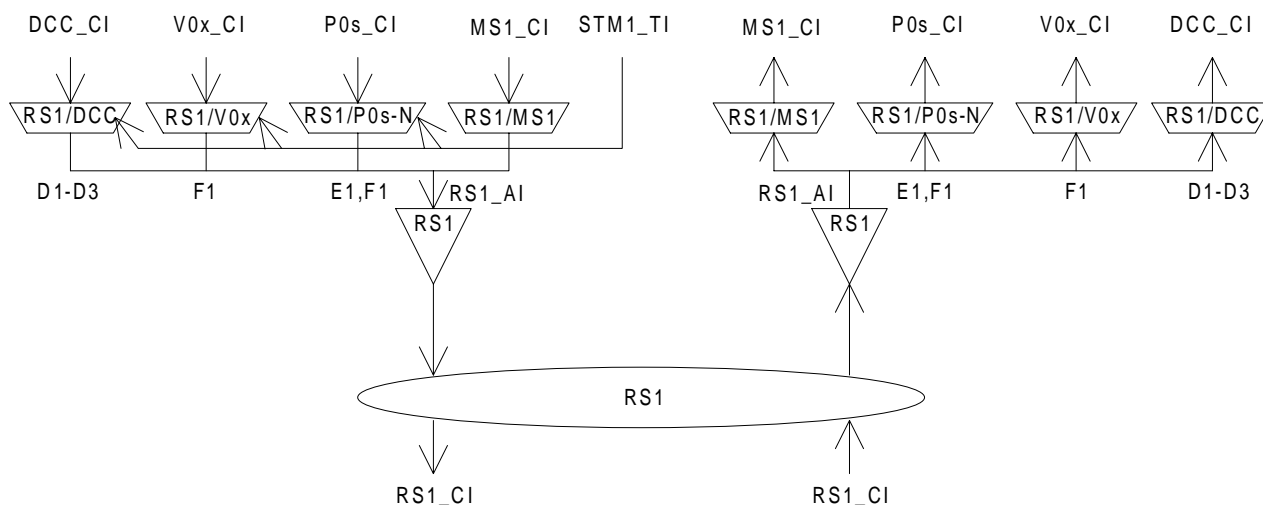 DCC_CI V0x_CI P0s_CI MS1_CI STM1_TI MS1_CI P0s_CI V0x_CI DCC_CI
RS1/DCC RS1/V0x RS1/P0s-N RS1/MS1 RS1/MS1 RS1/P0s-N RS1/V0x RS1/DCC
D1-D3 F1 E1,F1 RS1_AI RS1_AI E1,F1 F1 D1-D3
RS1 RS1
RS1
RS1_CI RS1_CI